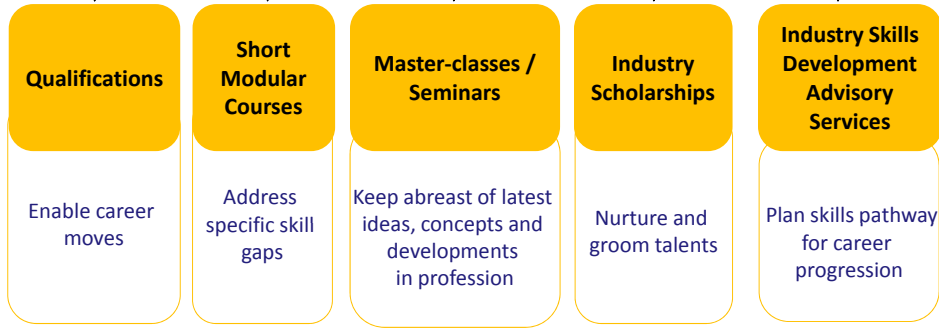 Qualifications
Short
Modular
Courses
Master-classes /
Seminars
Industry
Scholarships
Industry Skills
Development
Advisory
Services
Enable career
moves
Address
specific skill
gaps
Keep abreast of latest
ideas, concepts and
developments
in profession
Nurture and
groom talents
Plan skills pathway
for career
progression